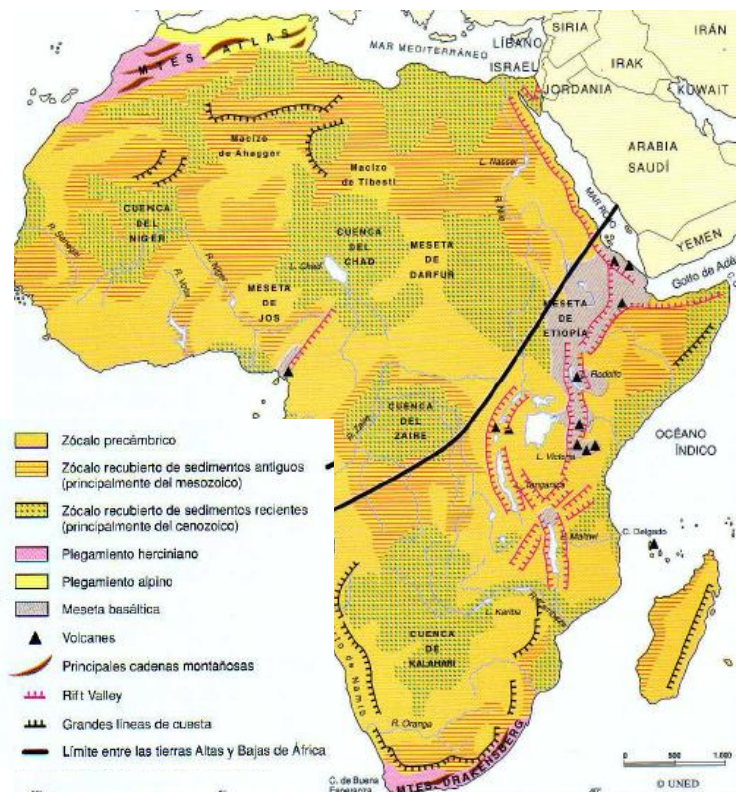 MAR MEDITERRÁNEO
SIRIA
IRÁN
LÍBANO
IRAK
ISRAEL
JORDANIA
KUWAIT
MTES. ATLAS
ARABIA
SAUDÍ
Macizo
de Ahaggar
Macizo
de Tibesti
L. Nasser
R. Nilo
MAR ROJO
YEMEN
Golfo de Adén
CUENCA
DEL
NIGER
R. Senegal
R. Níger
R. Volta
CUENCA
DEL
CHAD
L. Chad
MESETA
DE
DARFUR
MESETA
DE
JOS
MESETA
DE
ETIOPÍA
L. Rodolfo
CUENCA
DEL
ZAIRE
R. Zaire
L. Victoria
Tanganica
OCÉANO
ÍNDICO
L. Malawi
C. Delgado
L. Kariba
CUENCA
DE
KALAHARI
R. Orange
MTES. DRAKENSBERG
C. de Buena
Esperanza
Zócalo precámbrico
Zócalo recubierto de sedimentos antiguos
(principalmente del mesozoico)
Zócalo recubierto de sedimentos recientes
(principalmente del cenozoico)
Plegamiento herciniano
Plegamiento alpino
Meseta basáltica
Volcanes
Principales cadenas montañosas
Rift Valley
Grandes líneas de cuesta
Límite entre las tierras Altas y Bajas de África
0 500 1.000
© UNED